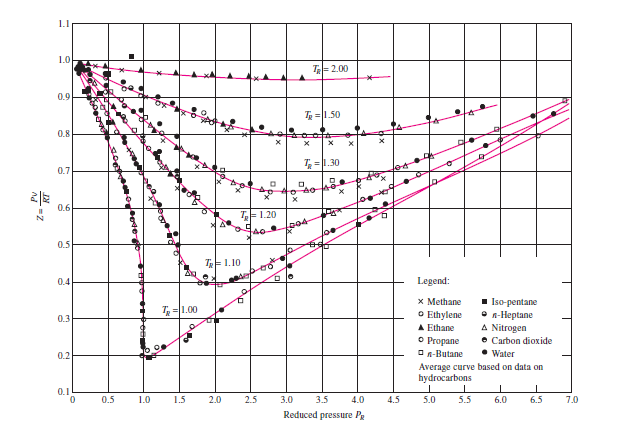 1.1
1.0
0.9
0.8
0.7
0.6
0.5
0.4
0.3
0.2
0.1
Z = Pv/RT
T_R = 2.00
T_R = 1.50
T_R = 1.30
T_R = 1.20
T_R = 1.10
T_R = 1.00
Legend:
× Methane ■ Iso-pentane
Ethylene n-Heptane
▲ Ethane △ Nitrogen
Propane Carbon dioxide
□ n-Butane ● Water
Average curve based on data on
hydrocarbons
0 0.5 1.0 1.5 2.0 2.5 3.0 3.5 4.0 4.5 5.0 5.5 6.0 6.5 7.0
Reduced pressure P_R